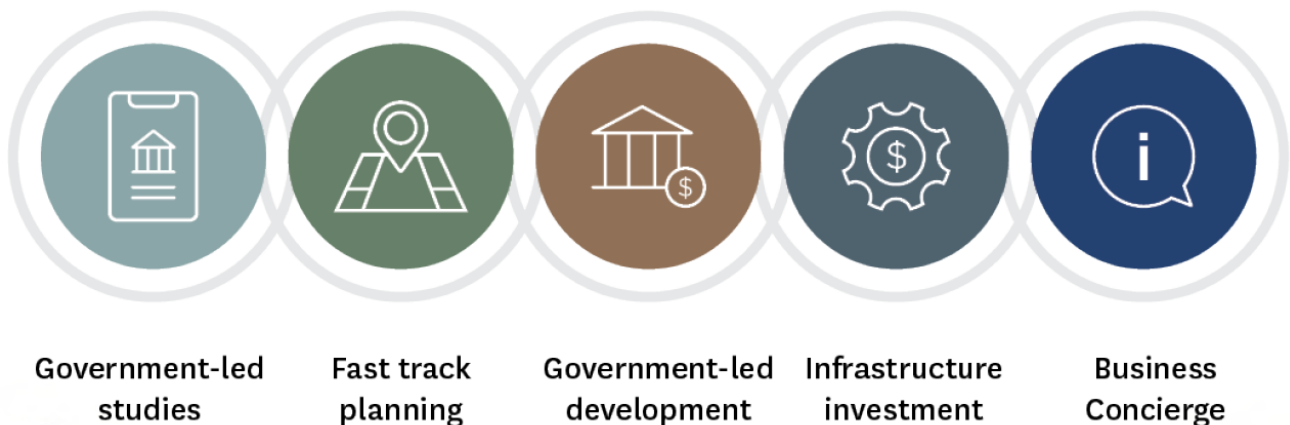 $
$
i
Government-led
studies
Fast track
planning
Government-led
development
Infrastructure
investment
Business
Concierge